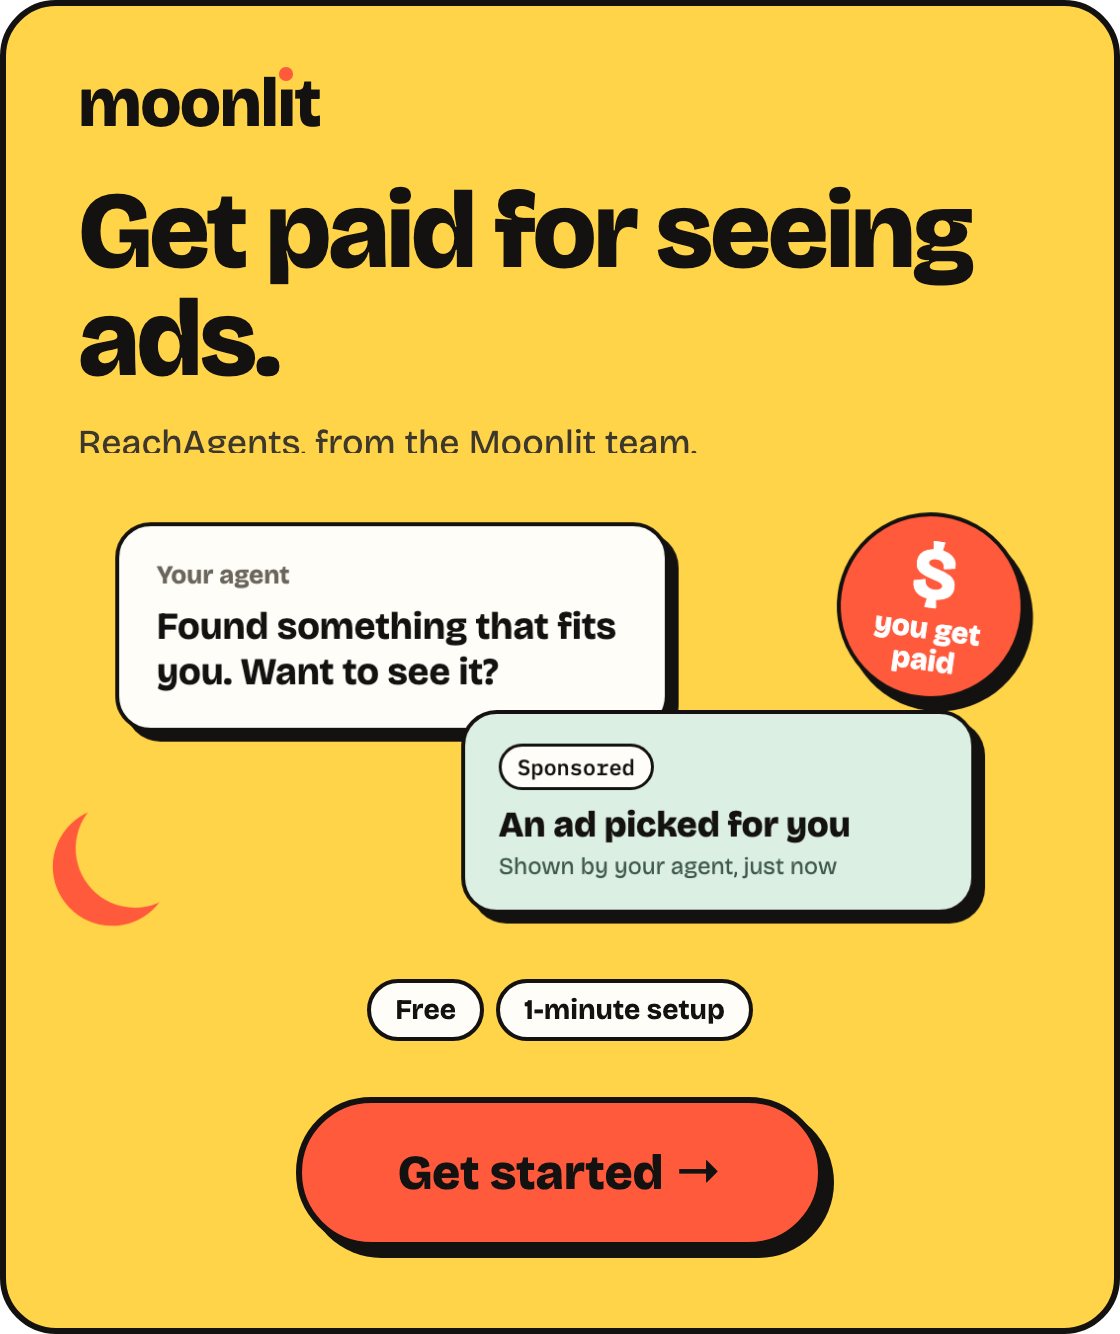 moonlit
Get paid for seeing
ads.
ReachAgents, from the Moonlit team.
Your agent
Found something that fits
you. Want to see it?
$
you get
paid
Sponsored
An ad picked for you
Shown by your agent, just now
Free
1-minute setup
Get started →